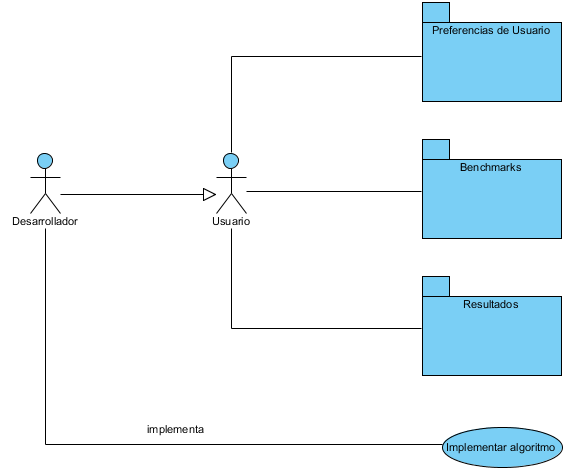 Preferencias de Usuario
Benchmarks
Desarrollador
Usuario
Resultados
implementa
Implementar algoritmo